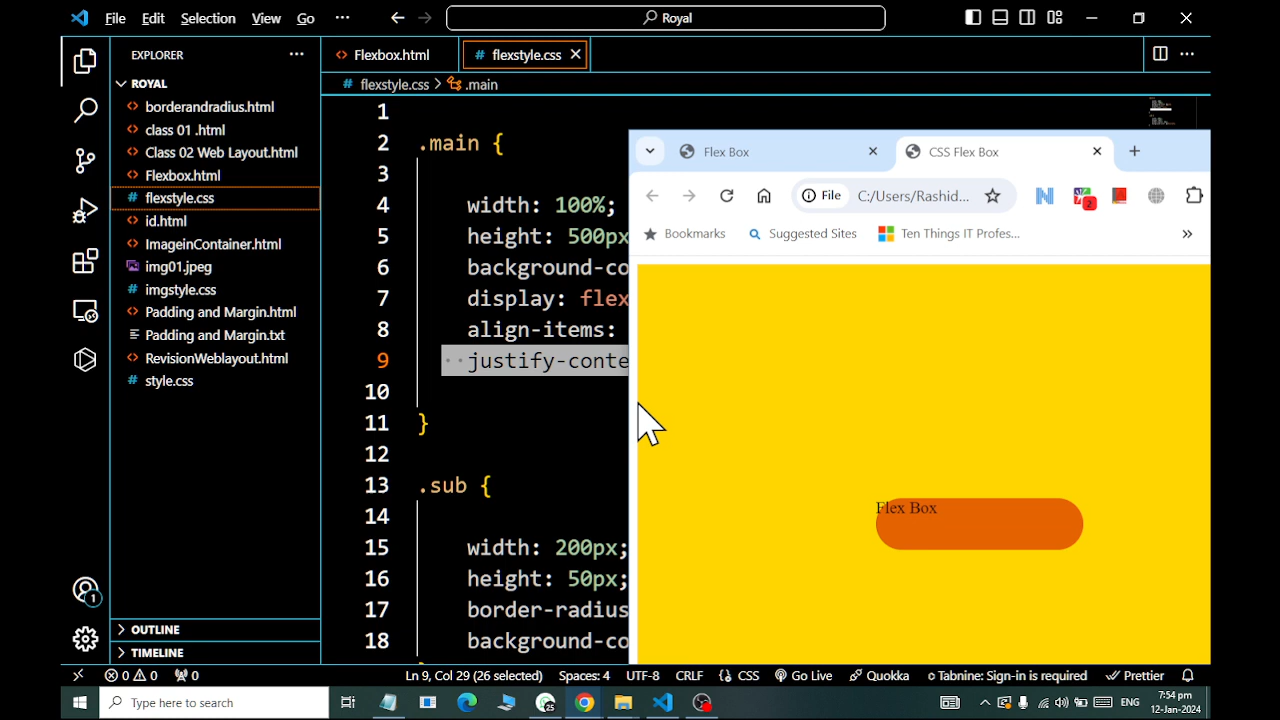 File Edit Selection View Go ··· Royal
EXPLORER ···
ROYAL
borderandradius.html
class 01 .html
Class 02 Web Layout.html
Flexbox.html
flexstyle.css
id.html
ImageinContainer.html
img01.jpeg
imgstyle.css
Padding and Margin.html
Padding and Margin.txt
RevisionWeblayout.html
style.css
OUTLINE
TIMELINE
Flexbox.html # flexstyle.css
# flexstyle.css > .main
1
2 .main {
3
4 width: 100%;
5 height: 500px
6 background-co
7 display: flex
8 align-items:
9 justify-conte
10
11 }
12
13 .sub {
14
15 width: 200px;
16 height: 50px;
17 border-radius
18 background-co
Flex Box CSS Flex Box
File C:/Users/Rashid...
2
Bookmarks Suggested Sites Ten Things IT Profes...
Flex Box
1
0 0 0 Ln 9, Col 29 (26 selected) Spaces: 4 UTF-8 CRLF CSS Go Live Quokka Tabnine: Sign-in is required Prettier
Type here to search 25 ENG 7:54 pm
12-Jan-2024